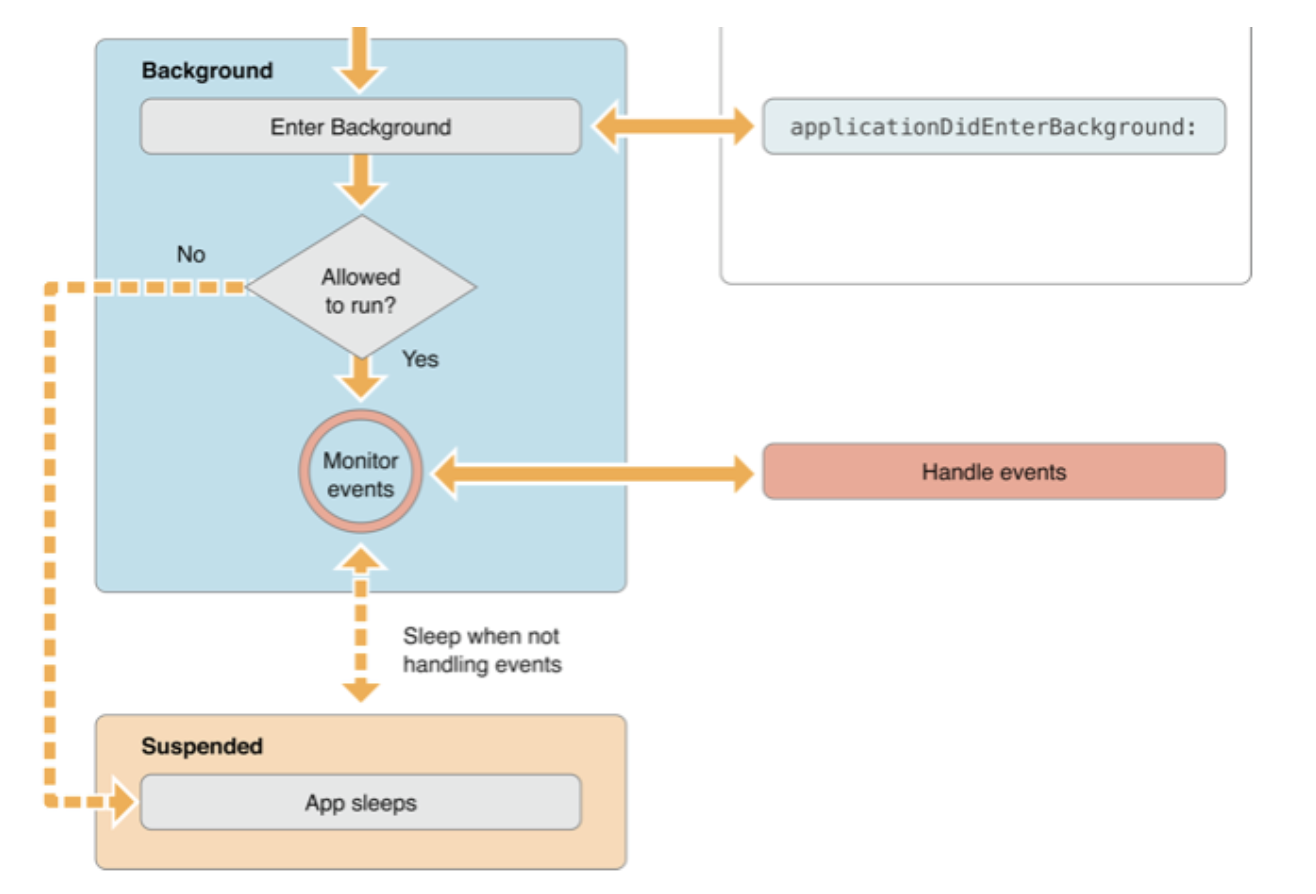 Background
Enter Background
applicationDidEnterBackground:
No
Allowed
to run?
Yes
Monitor
events
Handle events
Sleep when not
handling events
Suspended
App sleeps